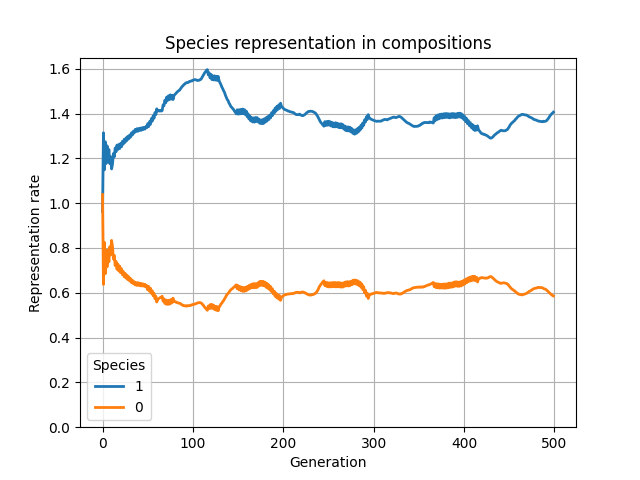 Species representation in compositions
1.6
1.4
1.2
1.0
0.8
0.6
0.4
0.2
0.0
Representation rate
Species
1
0
0 100 200 300 400 500
Generation